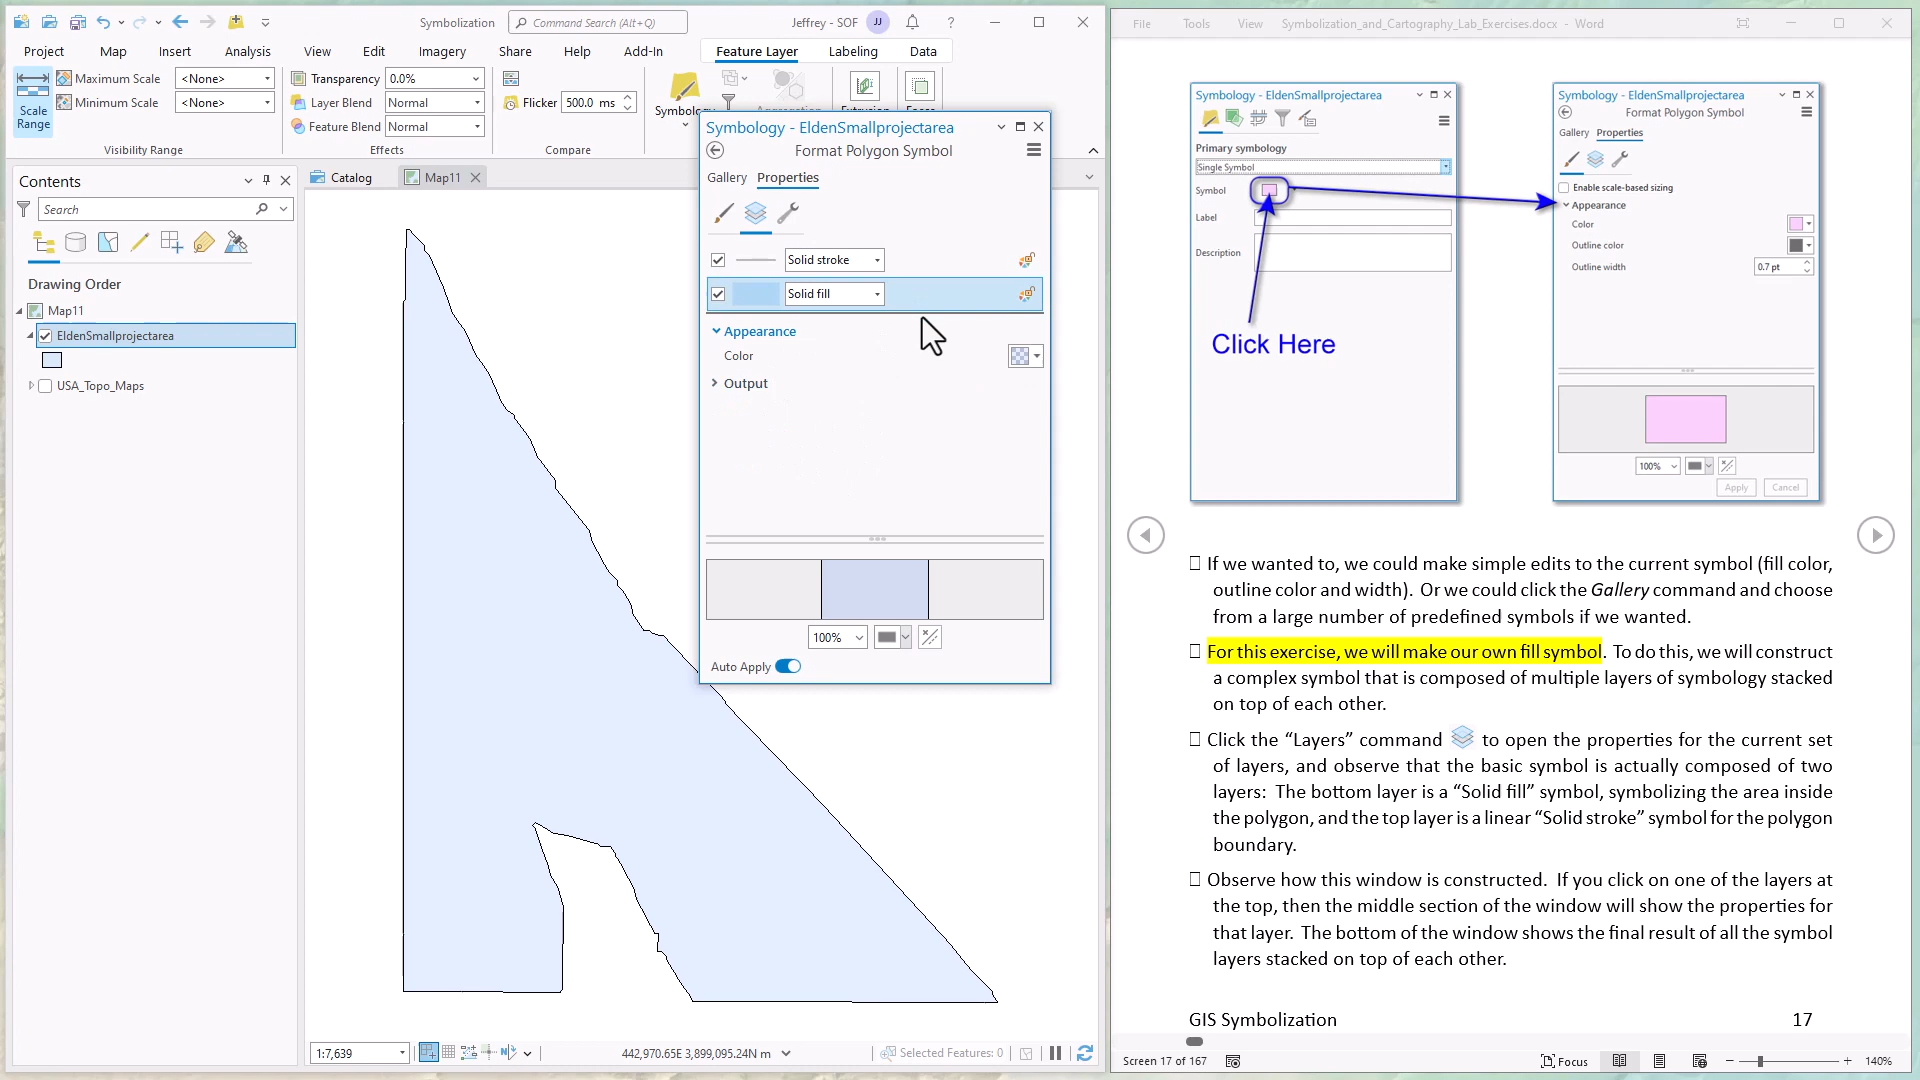 Symbolization
Command Search (Alt+Q)
Jeffrey - SOF
JJ
?
Project
Map
Insert
Analysis
View
Edit
Imagery
Share
Help
Add-In
Feature Layer
Labeling
Data
Scale
Range
Maximum Scale
<None>
Minimum Scale
<None>
Visibility Range
Transparency
0.0%
Layer Blend
Normal
Feature Blend
Normal
Effects
Flicker
500.0 ms
Compare
Symbology
Contents
Search
Drawing Order
Map11
EldenSmallprojectarea
USA_Topo_Maps
Catalog
Map11
Symbology - EldenSmallprojectarea
Format Polygon Symbol
Gallery
Properties
Solid stroke
Solid fill
Appearance
Color
Output
100%
Auto Apply
1:7,639
442,970.65E 3,899,095.24N m
Selected Features: 0
File
Tools
View
Symbolization_and_Cartography_Lab_Exercises.docx - Word
Symbology - EldenSmallprojectarea
Primary symbology
Single Symbol
Symbol
Label
Description
Click Here
Symbology - EldenSmallprojectarea
Format Polygon Symbol
Gallery
Properties
Enable scale-based sizing
Appearance
Color
Outline color
Outline width
0.7 pt
100%
Apply
Cancel
If we wanted to, we could make simple edits to the current symbol (fill color,
outline color and width). Or we could click the Gallery command and choose
from a large number of predefined symbols if we wanted.
For this exercise, we will make our own fill symbol. To do this, we will construct
a complex symbol that is composed of multiple layers of symbology stacked
on top of each other.
Click the “Layers” command to open the properties for the current set
of layers, and observe that the basic symbol is actually composed of two
layers: The bottom layer is a “Solid fill” symbol, symbolizing the area inside
the polygon, and the top layer is a linear “Solid stroke” symbol for the polygon
boundary.
Observe how this window is constructed. If you click on one of the layers at
the top, then the middle section of the window will show the properties for
that layer. The bottom of the window shows the final result of all the symbol
layers stacked on top of each other.
GIS Symbolization
17
Screen 17 of 167
Focus
140%